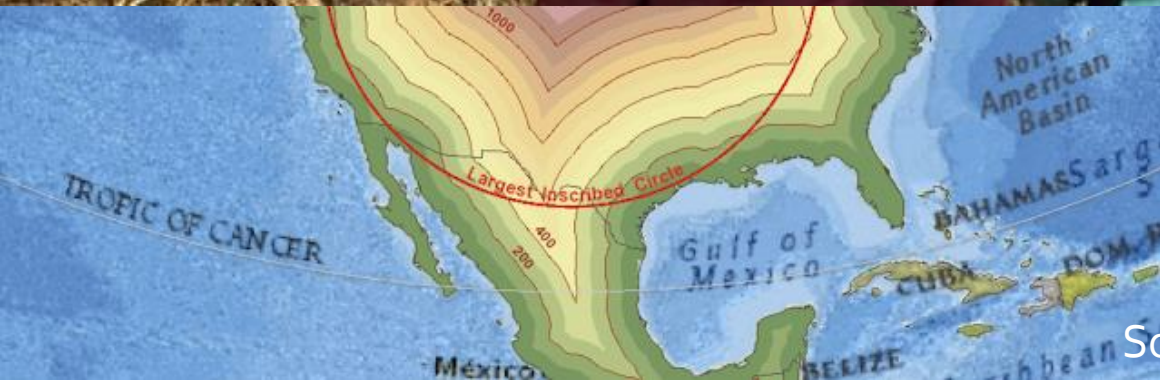 1000
North
American
Basin
TROPIC OF CANCER
Largest Inscribed Circle
BAHAMAS
400
200
Gulf of
Mexico
CUBA
México
BELIZE